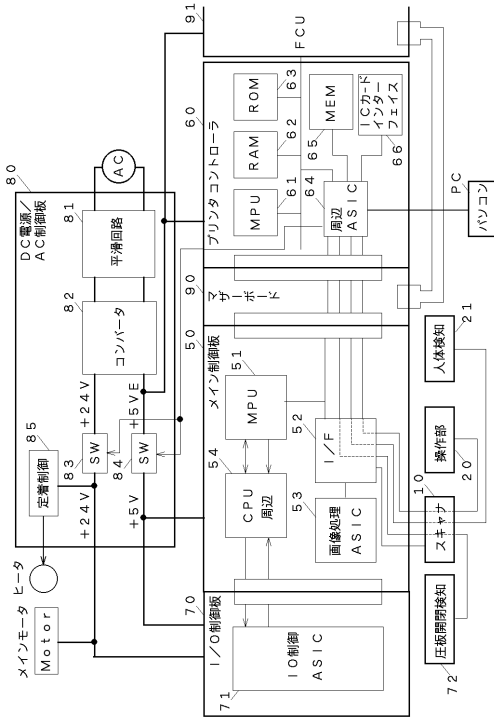 80
DC電源/
AC制御板
85
定着制御
ヒータ
メインモータ
Motor
+24V
+24V
83
SW
84
SW
+5V
+5VE
82
コンバータ
81
平滑回路
AC
91
FCU
60
プリンタコントローラ
61
MPU
62
RAM
63
ROM
64
周辺
ASIC
65
MEM
66
ICカード
インター
フェイス
PC
パソコン
90
マザーボード
50
メイン制御板
51
MPU
52
I/F
53
画像処理
ASIC
54
CPU
周辺
70
I/O制御板
71
IO制御
ASIC
72
圧板開閉検知
10
スキャナ
20
操作部
21
人体検知